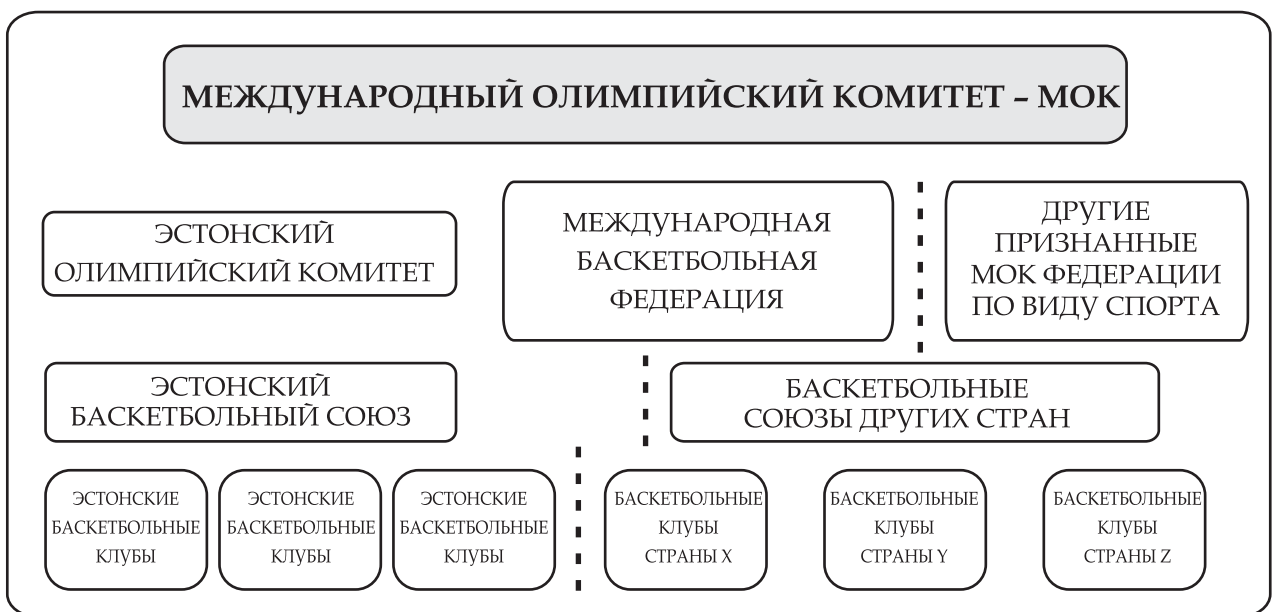 МЕЖДУНАРОДНЫЙ ОЛИМПИЙСКИЙ КОМИТЕТ – МОК
ЭСТОНСКИЙ
ОЛИМПИЙСКИЙ КОМИТЕТ
МЕЖДУНАРОДНАЯ
БАСКЕТБОЛЬНАЯ
ФЕДЕРАЦИЯ
ДРУГИЕ
ПРИЗНАННЫЕ
МОК ФЕДЕРАЦИИ
ПО ВИДУ СПОРТА
ЭСТОНСКИЙ
БАСКЕТБОЛЬНЫЙ СОЮЗ
БАСКЕТБОЛЬНЫЕ
СОЮЗЫ ДРУГИХ СТРАН
ЭСТОНСКИЕ
БАСКЕТБОЛЬНЫЕ
КЛУБЫ
ЭСТОНСКИЕ
БАСКЕТБОЛЬНЫЕ
КЛУБЫ
ЭСТОНСКИЕ
БАСКЕТБОЛЬНЫЕ
КЛУБЫ
БАСКЕТБОЛЬНЫЕ
КЛУБЫ
СТРАНЫ X
БАСКЕТБОЛЬНЫЕ
КЛУБЫ
СТРАНЫ Y
БАСКЕТБОЛЬНЫЕ
КЛУБЫ
СТРАНЫ Z